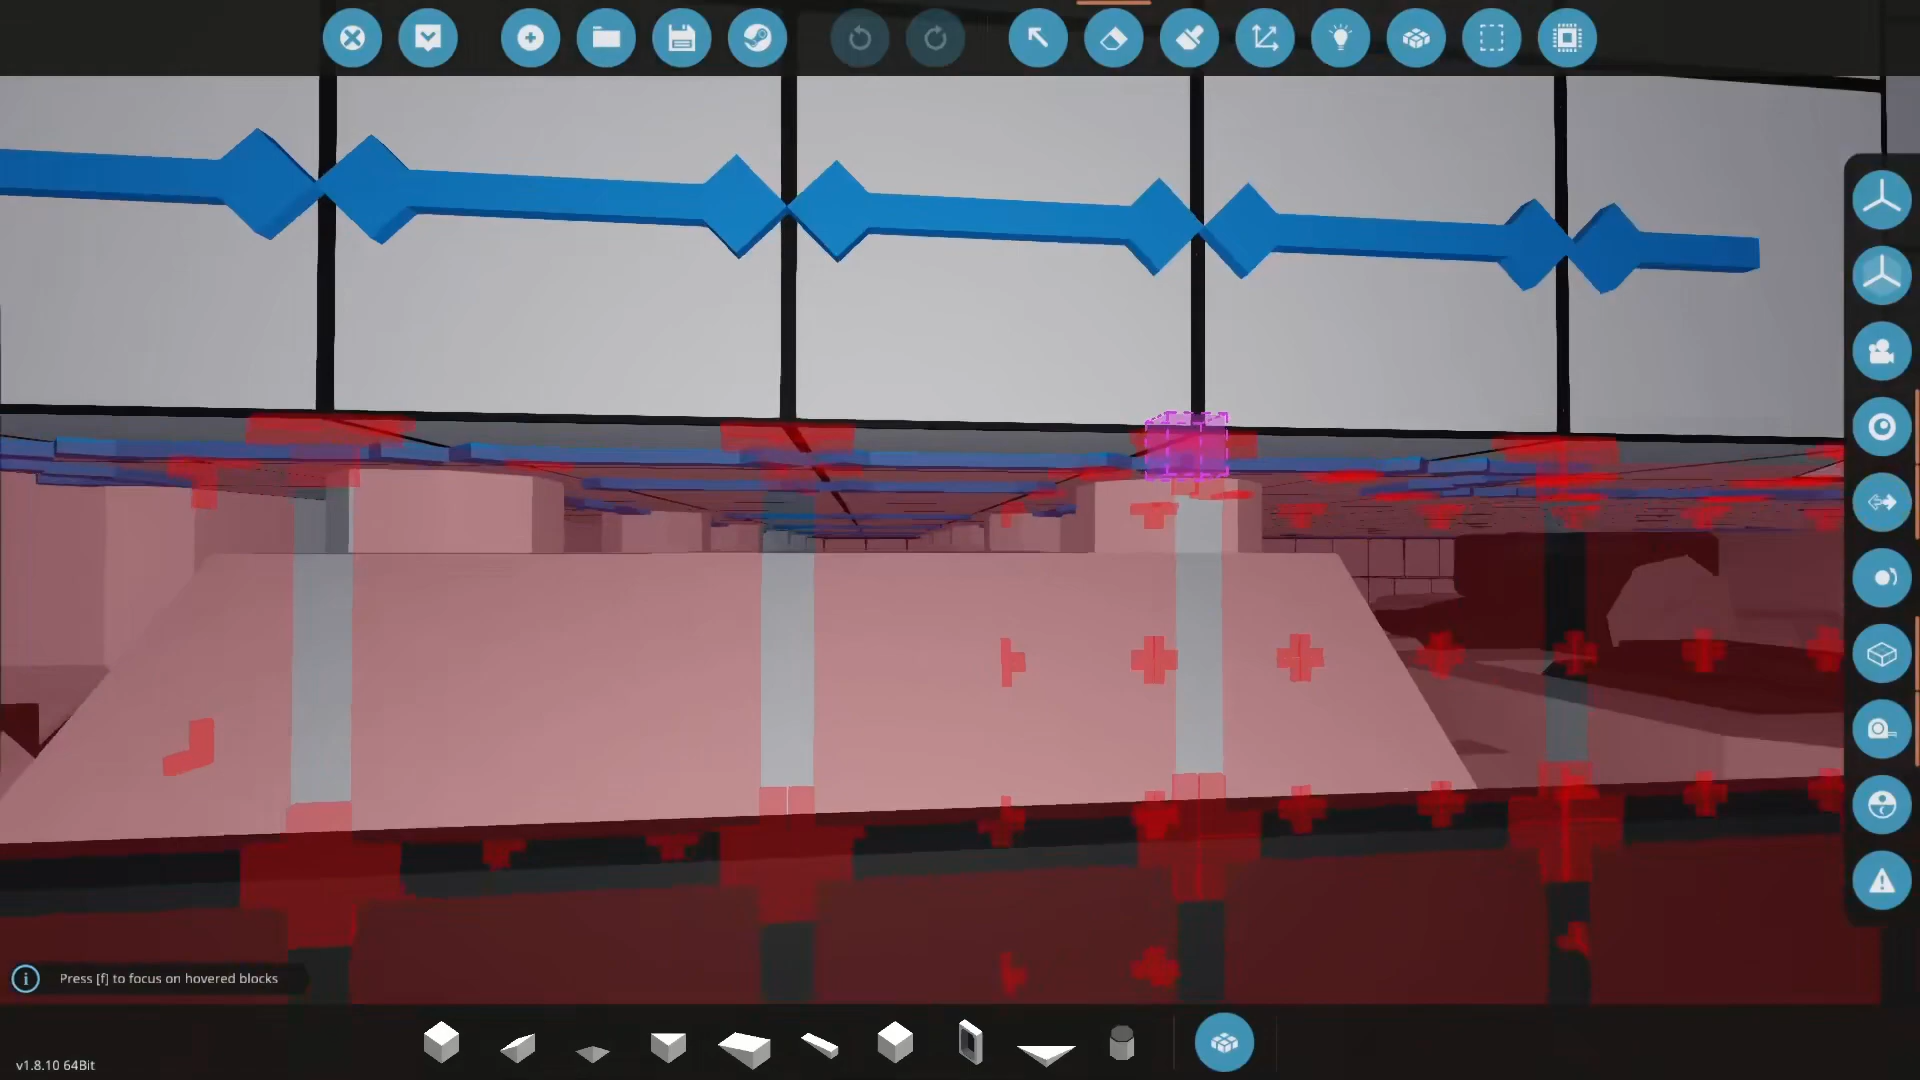 Press [f] to focus on hovered blocks
v1.8.10 64Bit